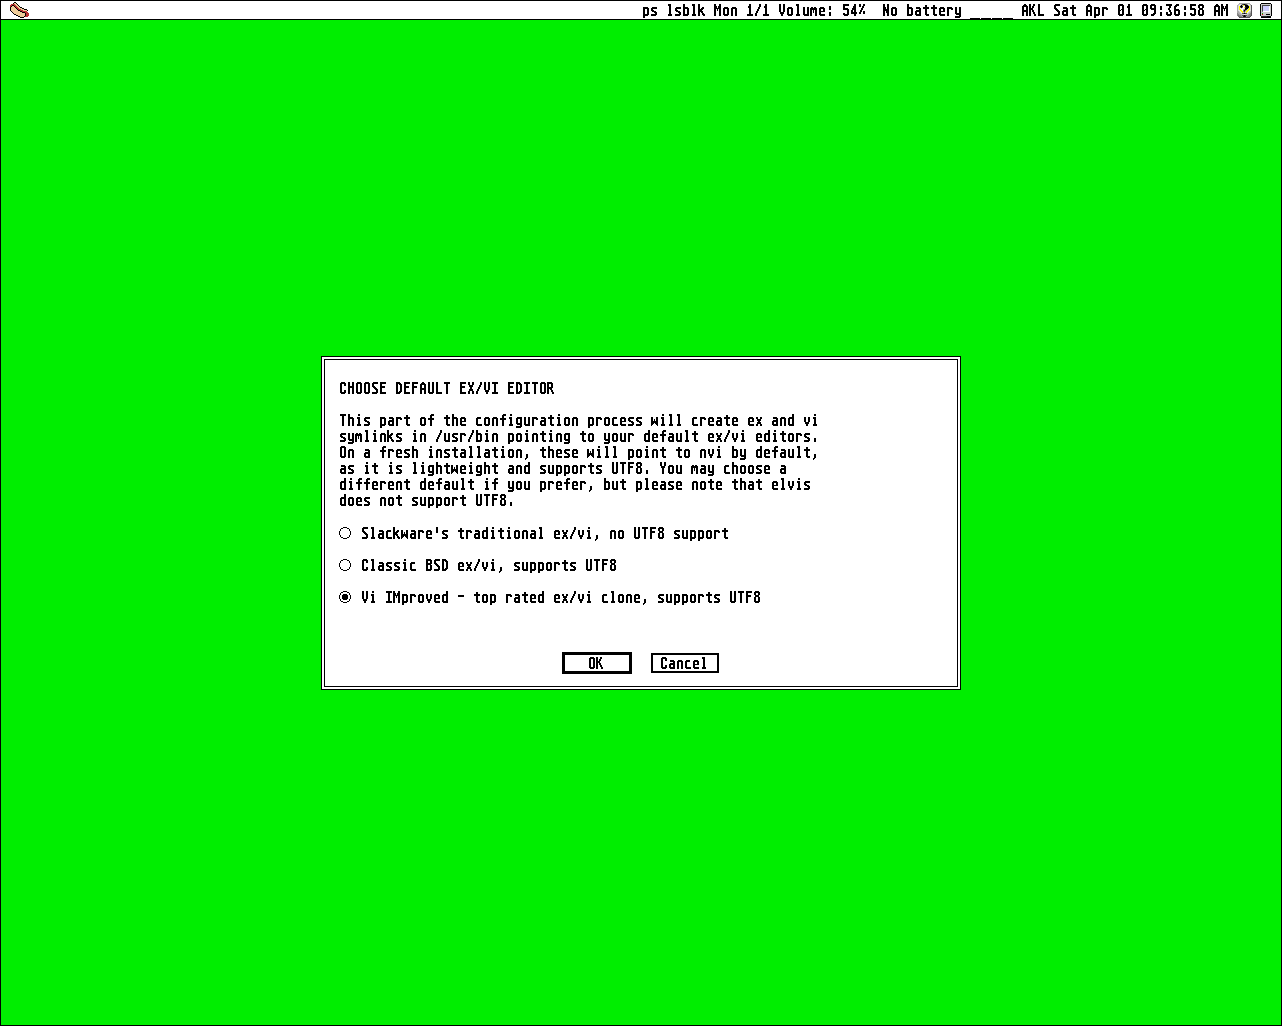 ps lsblk Mon 1/1 Volume: 54% No battery ____ AKL Sat Apr 01 09:36:58 AM ?
CHOOSE DEFAULT EX/VI EDITOR
This part of the configuration process will create ex and vi
symlinks in /usr/bin pointing to your default ex/vi editors.
On a fresh installation, these will point to nvi by default,
as it is lightweight and supports UTF8. You may choose a
different default if you prefer, but please note that elvis
does not support UTF8.
Slackware's traditional ex/vi, no UTF8 support
Classic BSD ex/vi, supports UTF8
Vi IMproved - top rated ex/vi clone, supports UTF8
OK Cancel